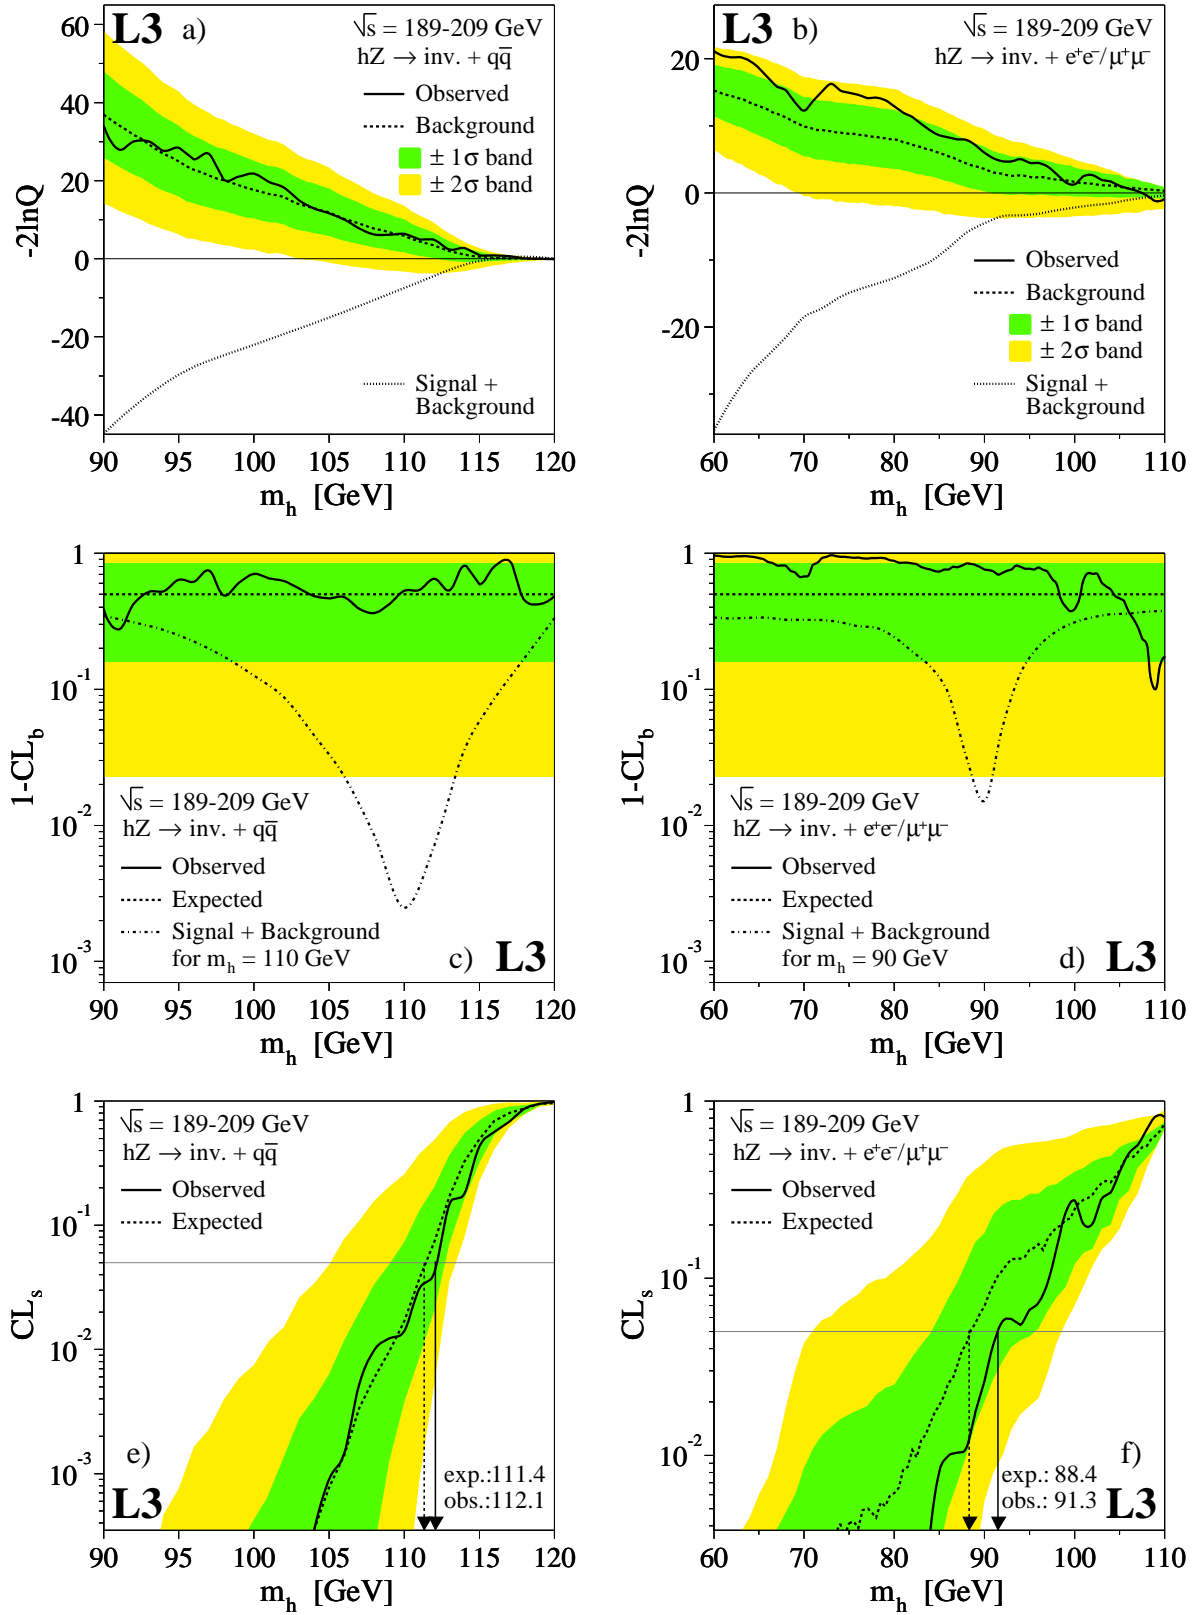 L3 a)
√s = 189-209 GeV
hZ → inv. + qq̅
Observed
Background
± 1σ band
± 2σ band
Signal +
Background
-2lnQ
60
40
20
0
-20
-40
90 95 100 105 110 115 120
m_h [GeV]
L3 b)
√s = 189-209 GeV
hZ → inv. + e⁺e⁻/μ⁺μ⁻
Observed
Background
± 1σ band
± 2σ band
Signal +
Background
-2lnQ
20
0
-20
60 70 80 90 100 110
m_h [GeV]
1-CL_b
1
10⁻¹
10⁻²
10⁻³
√s = 189-209 GeV
hZ → inv. + qq̅
Observed
Expected
Signal + Background
for m_h = 110 GeV
c) L3
90 95 100 105 110 115 120
m_h [GeV]
1-CL_b
1
10⁻¹
10⁻²
10⁻³
√s = 189-209 GeV
hZ → inv. + e⁺e⁻/μ⁺μ⁻
Observed
Expected
Signal + Background
for m_h = 90 GeV
d) L3
60 70 80 90 100 110
m_h [GeV]
CL_s
1
10⁻¹
10⁻²
10⁻³
√s = 189-209 GeV
hZ → inv. + qq̅
Observed
Expected
e)
L3
exp.:111.4
obs.:112.1
90 95 100 105 110 115 120
m_h [GeV]
CL_s
1
10⁻¹
10⁻²
√s = 189-209 GeV
hZ → inv. + e⁺e⁻/μ⁺μ⁻
Observed
Expected
f)
exp.: 88.4
obs.: 91.3
L3
60 70 80 90 100 110
m_h [GeV]